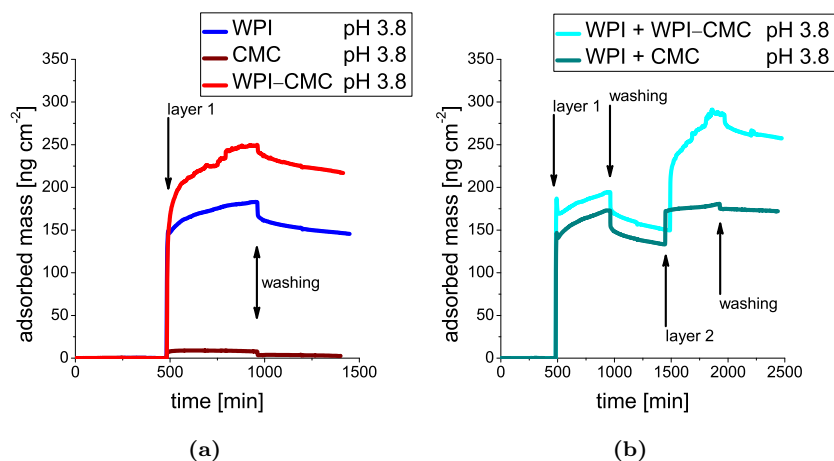 WPI pH 3.8
CMC pH 3.8
WPI–CMC pH 3.8
layer 1
washing
adsorbed mass [ng cm-2]
350
300
250
200
150
100
50
0
0 500 1000 1500
time [min]
(a)
WPI + WPI–CMC pH 3.8
WPI + CMC pH 3.8
layer 1
washing
layer 2
washing
adsorbed mass [ng cm-2]
350
300
250
200
150
100
50
0
0 500 1000 1500 2000 2500
time [min]
(b)